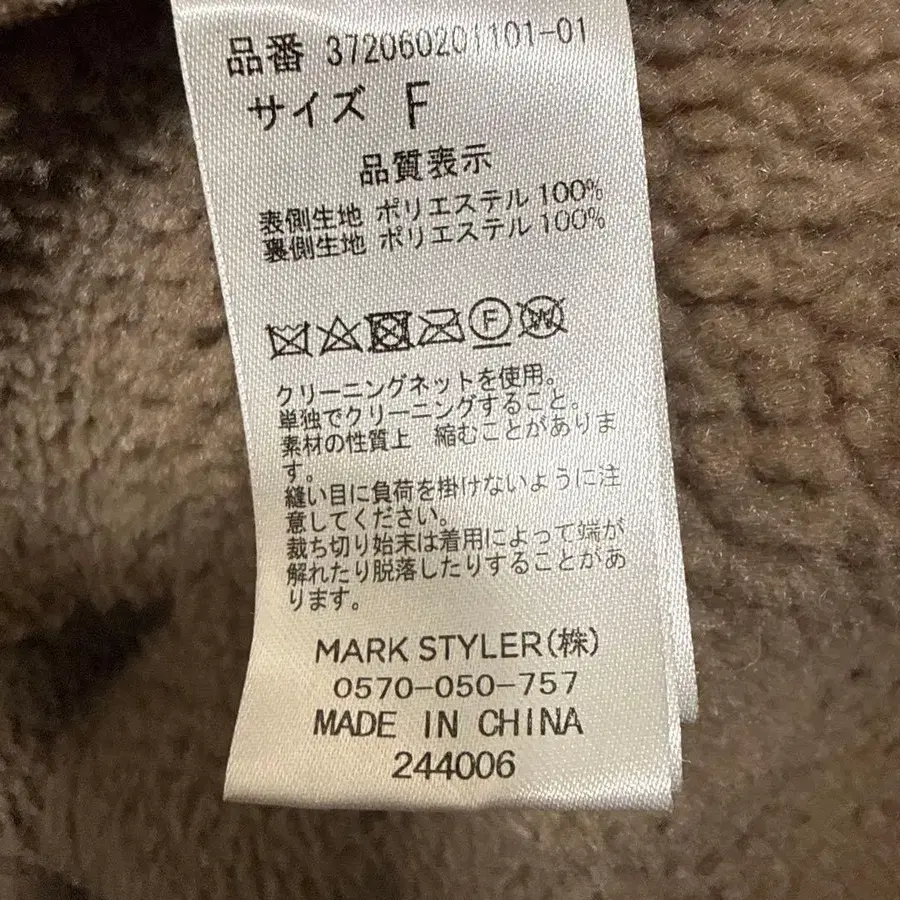 品番 372060201101-01
サイズ F
品質表示
表側生地 ポリエステル 100%
裏側生地 ポリエステル 100%
F W
クリーニングネットを使用。
単独でクリーニングすること。
素材の性質上 縮むことがありま
す。
縫い目に負荷を掛けないように注
意してください。
裁ち切り始末は着用によって端が
解れたり脱落したりすることがあ
ります。
MARK STYLER(株)
0570-050-757
MADE IN CHINA
244006